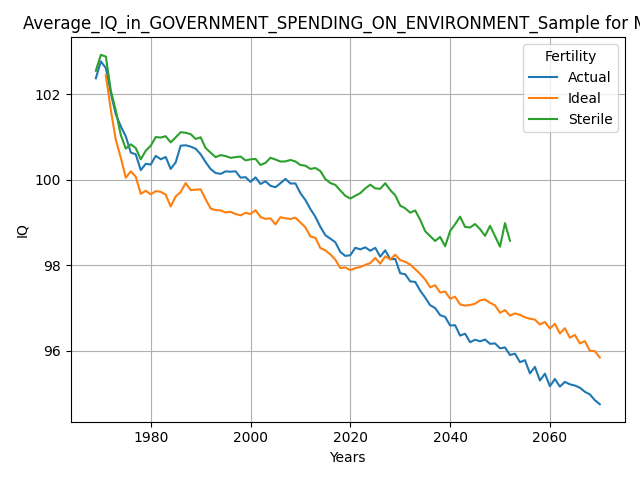 Average_IQ_in_GOVERNMENT_SPENDING_ON_ENVIRONMENT_Sample for M
Fertility
Actual
Ideal
Sterile
102
100
98
96
IQ
1980
2000
2020
2040
2060
Years